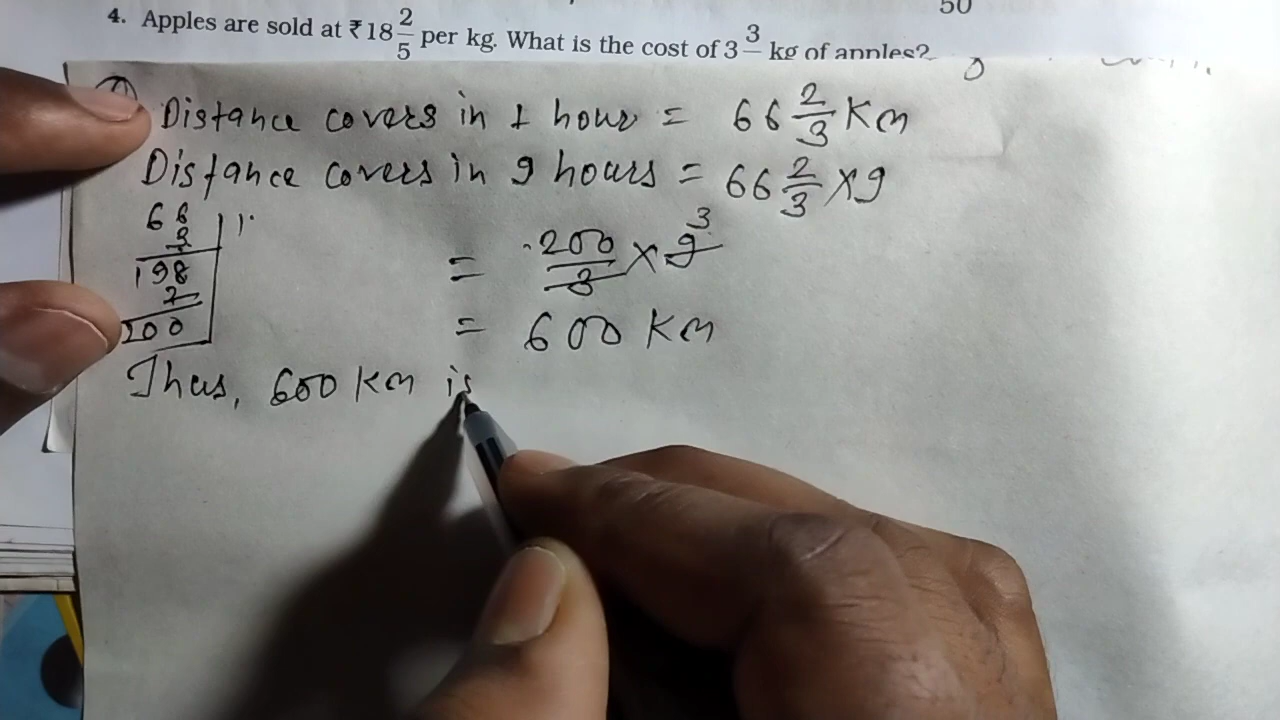 50
4. Apples are sold at ₹18 2/5 per kg. What is the cost of 3 3/ kg of apples?
Distance covers in 1 hour = 66 2/3 Km
Distance covers in 9 hours = 66 2/3 × 9
66
3
198
2
200
= 200/3 × 9 3
= 600 Km
Thus, 600 Km is